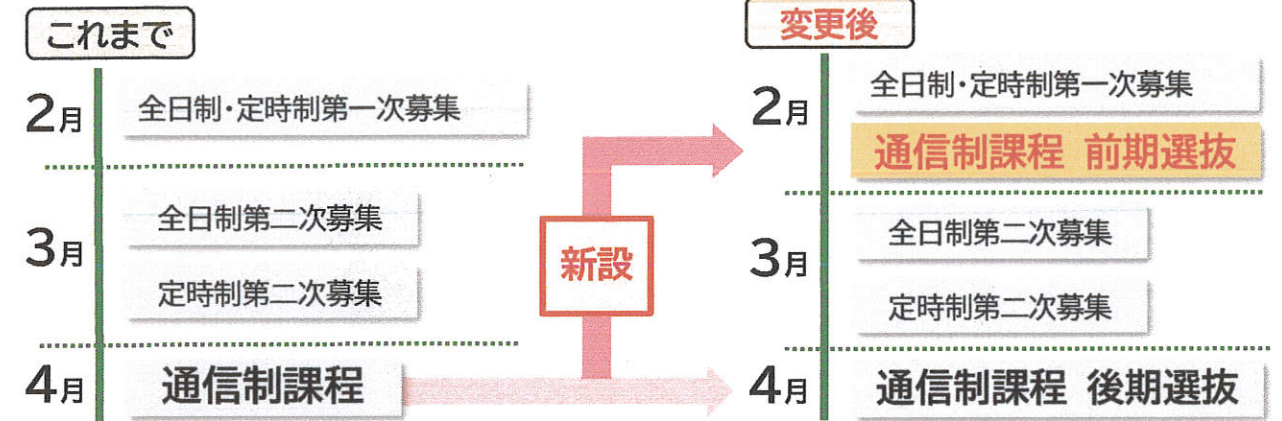 これまで
2月
全日制・定時制第一次募集
3月
全日制第二次募集
定時制第二次募集
4月
通信制課程
新設
変更後
2月
全日制・定時制第一次募集
通信制課程 前期選抜
3月
全日制第二次募集
定時制第二次募集
4月
通信制課程 後期選抜